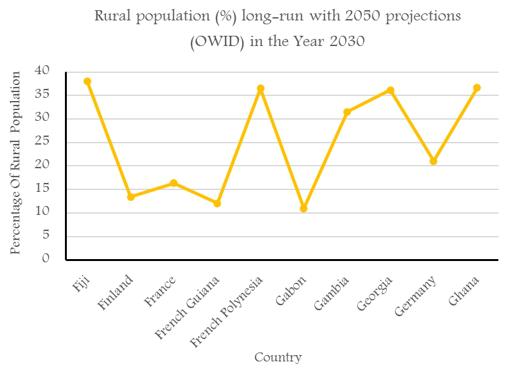 Rural population (%) long-run with 2050 projections
(OWID) in the Year 2030
Percentage Of Rural Population
40
35
30
25
20
15
10
5
0
Fiji
Finland
France
French Guiana
French Polynesia
Gabon
Gambia
Georgia
Germany
Ghana
Country